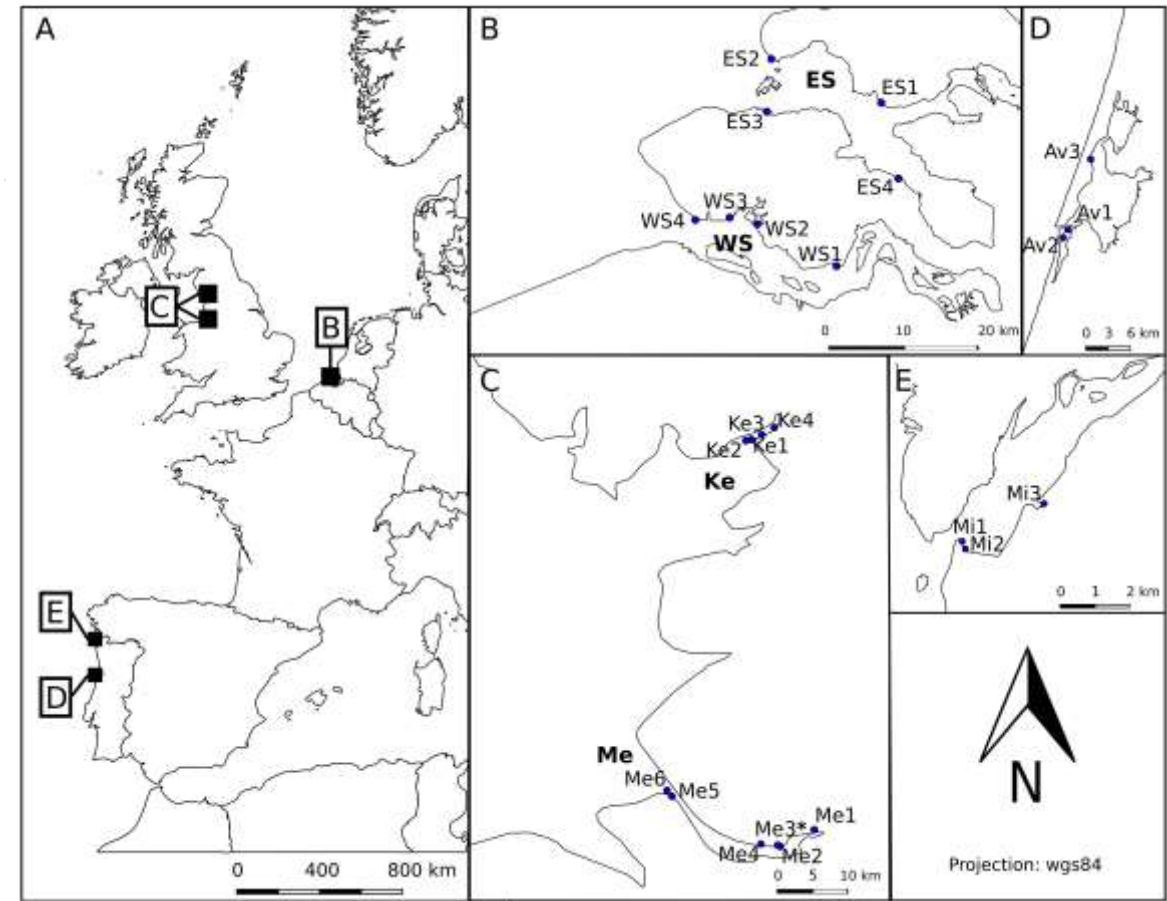 A
C
B
E
D
0 400 800 km
B
ES2
ES
ES1
ES3
ES4
WS3
WS4
WS2
WS
WS1
0 10 20 km
D
Av3
Av1
Av2
0 3 6 km
C
Ke3 Ke4
Ke2 Ke1
Ke
Me
Me6 Me5
Me1
Me3*
Me4 Me2
0 5 10 km
E
Mi3
Mi1
Mi2
0 1 2 km
N
Projection: wgs84